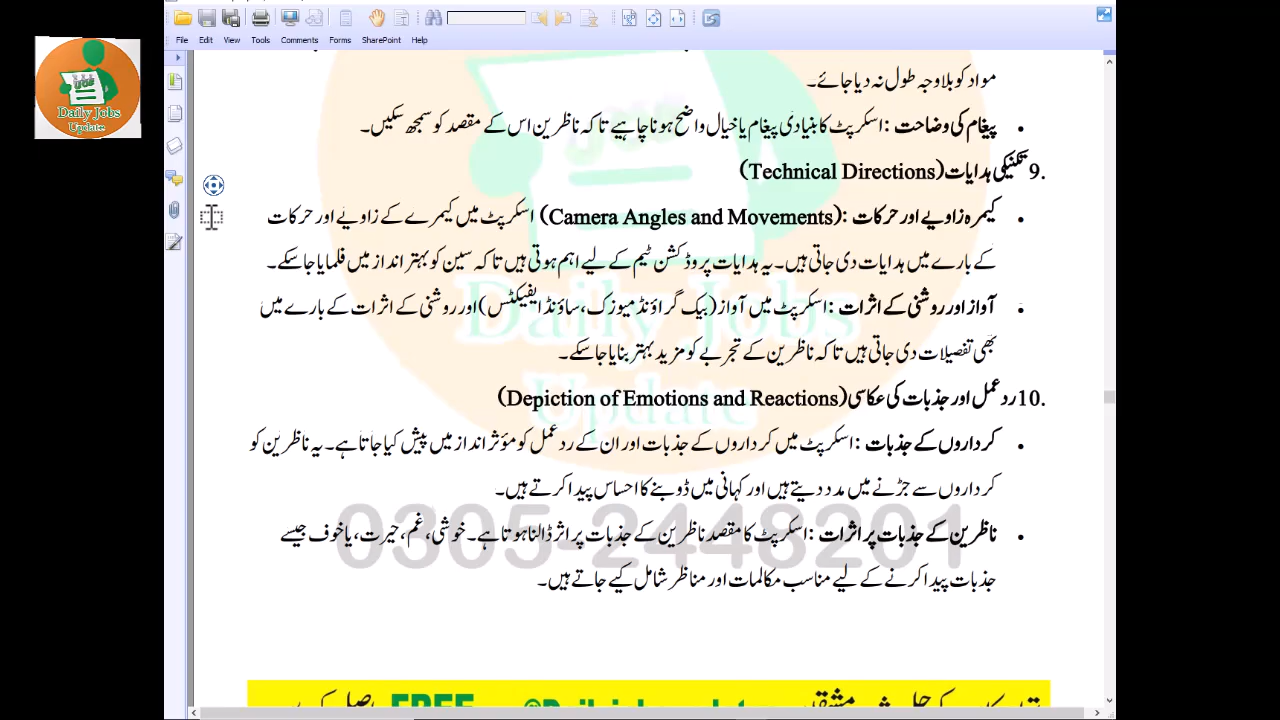 File Edit View Tools Comments Forms SharePoint Help
Daily Jobs
Update
مواد کو بلاوجہ طول نہ دیا جائے۔
• پیغام کی وضاحت: اسکرپٹ کا بنیادی پیغام یا خیال واضح ہونا چاہیے تاکہ ناظرین اس کے مقصد کو سمجھ سکیں۔
9. تکنیکی ہدایات (Technical Directions)
• کیمرہ زاویے اور حرکات: (Camera Angles and Movements) اسکرپٹ میں کیمرے کے زاویے اور حرکات
کے بارے میں ہدایات دی جاتی ہیں۔ یہ ہدایات پروڈکشن ٹیم کے لیے اہم ہوتی ہیں تاکہ سین کو بہتر انداز میں فلمایا جا سکے۔
• آواز اور روشنی کے اثرات: اسکرپٹ میں آواز (بیک گراؤنڈ میوزک، ساؤنڈ ایفیکٹس) اور روشنی کے اثرات کے بارے میں
بھی تفصیلات دی جاتی ہیں تاکہ ناظرین کے تجربے کو مزید بہتر بنایا جا سکے۔
10. رد عمل اور جذبات کی عکاسی (Depiction of Emotions and Reactions)
• کرداروں کے جذبات: اسکرپٹ میں کرداروں کے جذبات اور ان کے رد عمل کو مؤثر انداز میں پیش کیا جاتا ہے۔ یہ ناظرین کو
کرداروں سے جڑنے میں مدد دیتے ہیں اور کہانی میں ڈوبنے کا احساس پیدا کرتے ہیں۔
• ناظرین کے جذبات پر اثرات: اسکرپٹ کا مقصد ناظرین کے جذبات پر اثر ڈالنا ہوتا ہے۔ خوشی، غم، حیرت، یا خوف جیسے
جذبات پیدا کرنے کے لیے مناسب مکالمات اور مناظر شامل کیے جاتے ہیں۔
Daily Jobs
Update
0305-2448201
FREE